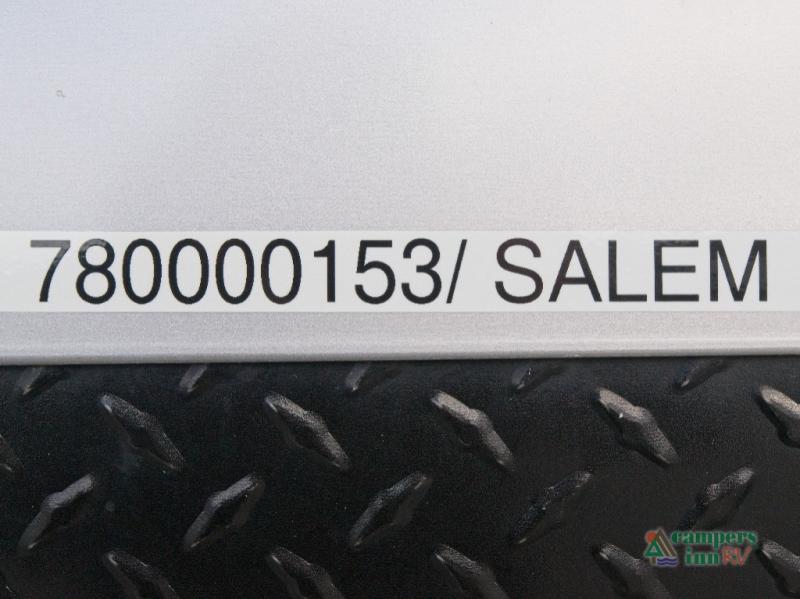 780000153/ SALEM
campers
inn RV